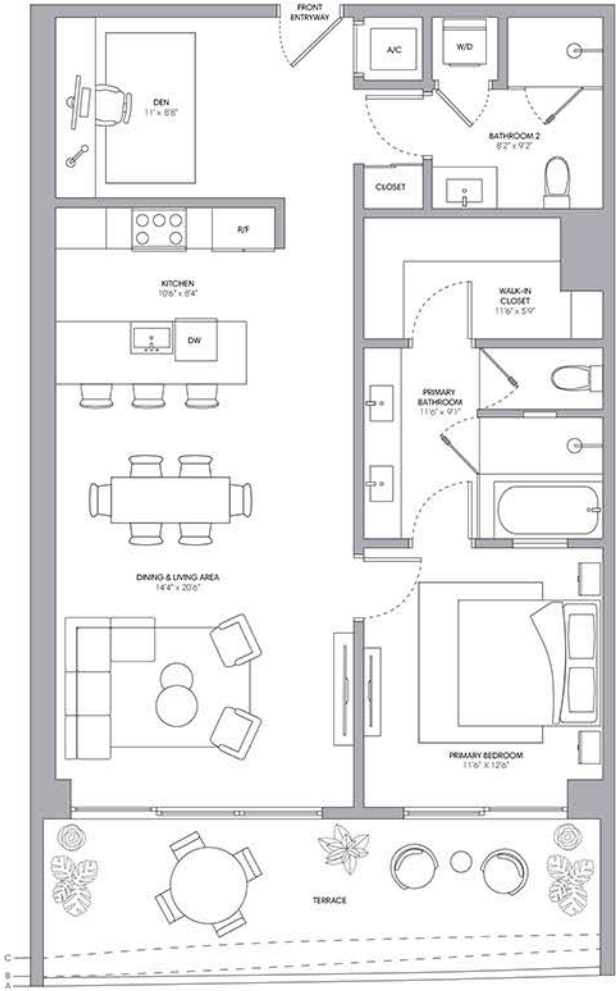 FRONT
ENTRYWAY
A/C
W/D
DEN
11' x 8'8"
BATHROOM 2
8'2" x 9'2"
CLOSET
R/F
KITCHEN
10'6" x 8'4"
WALK-IN
CLOSET
11'6" x 5'9"
DW
PRIMARY
BATHROOM
11'6" x 9'1"
DINING & LIVING AREA
14'4" x 20'6"
PRIMARY BEDROOM
11'6" X 12'6"
TERRACE
C
B
A